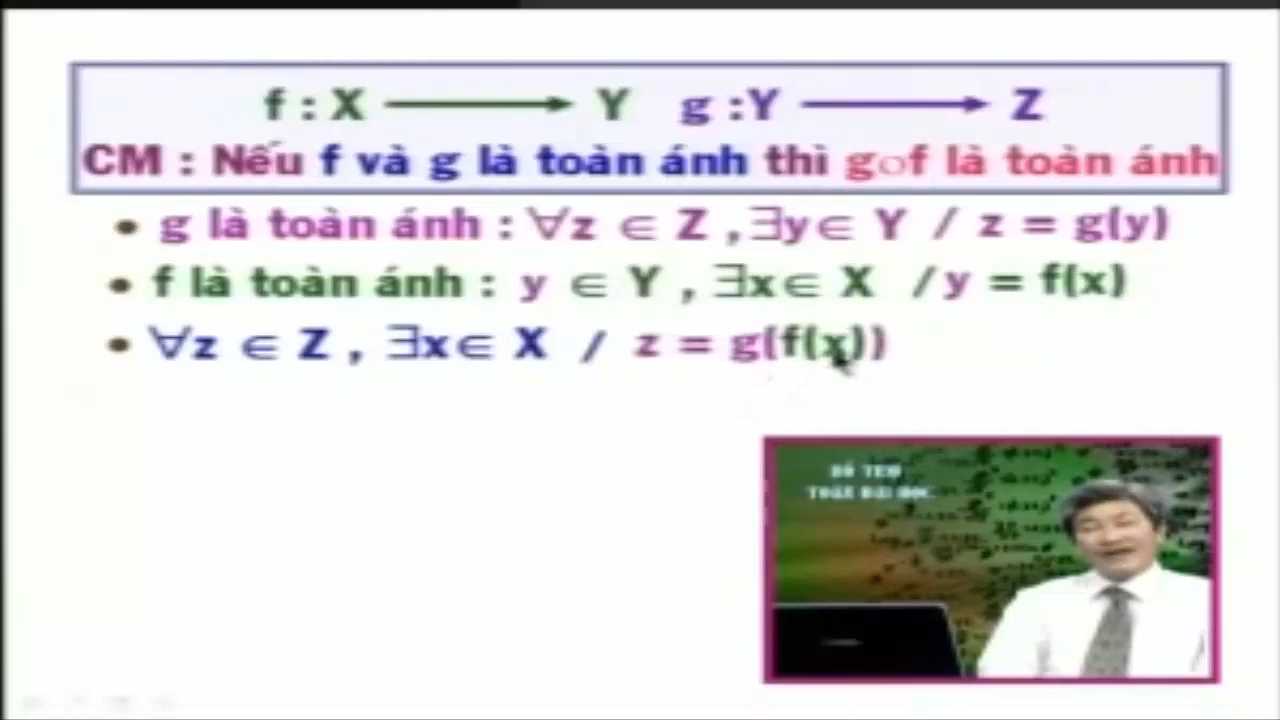 f : X ⟶ Y g :Y ⟶ Z
CM : Nếu f và g là toàn ánh thì g○f là toàn ánh
• g là toàn ánh : ∀z ∈ Z , ∃y∈ Y / z = g(y)
• f là toàn ánh : y ∈ Y , ∃x∈ X / y = f(x)
• ∀z ∈ Z , ∃x∈ X / z = g(f(x))